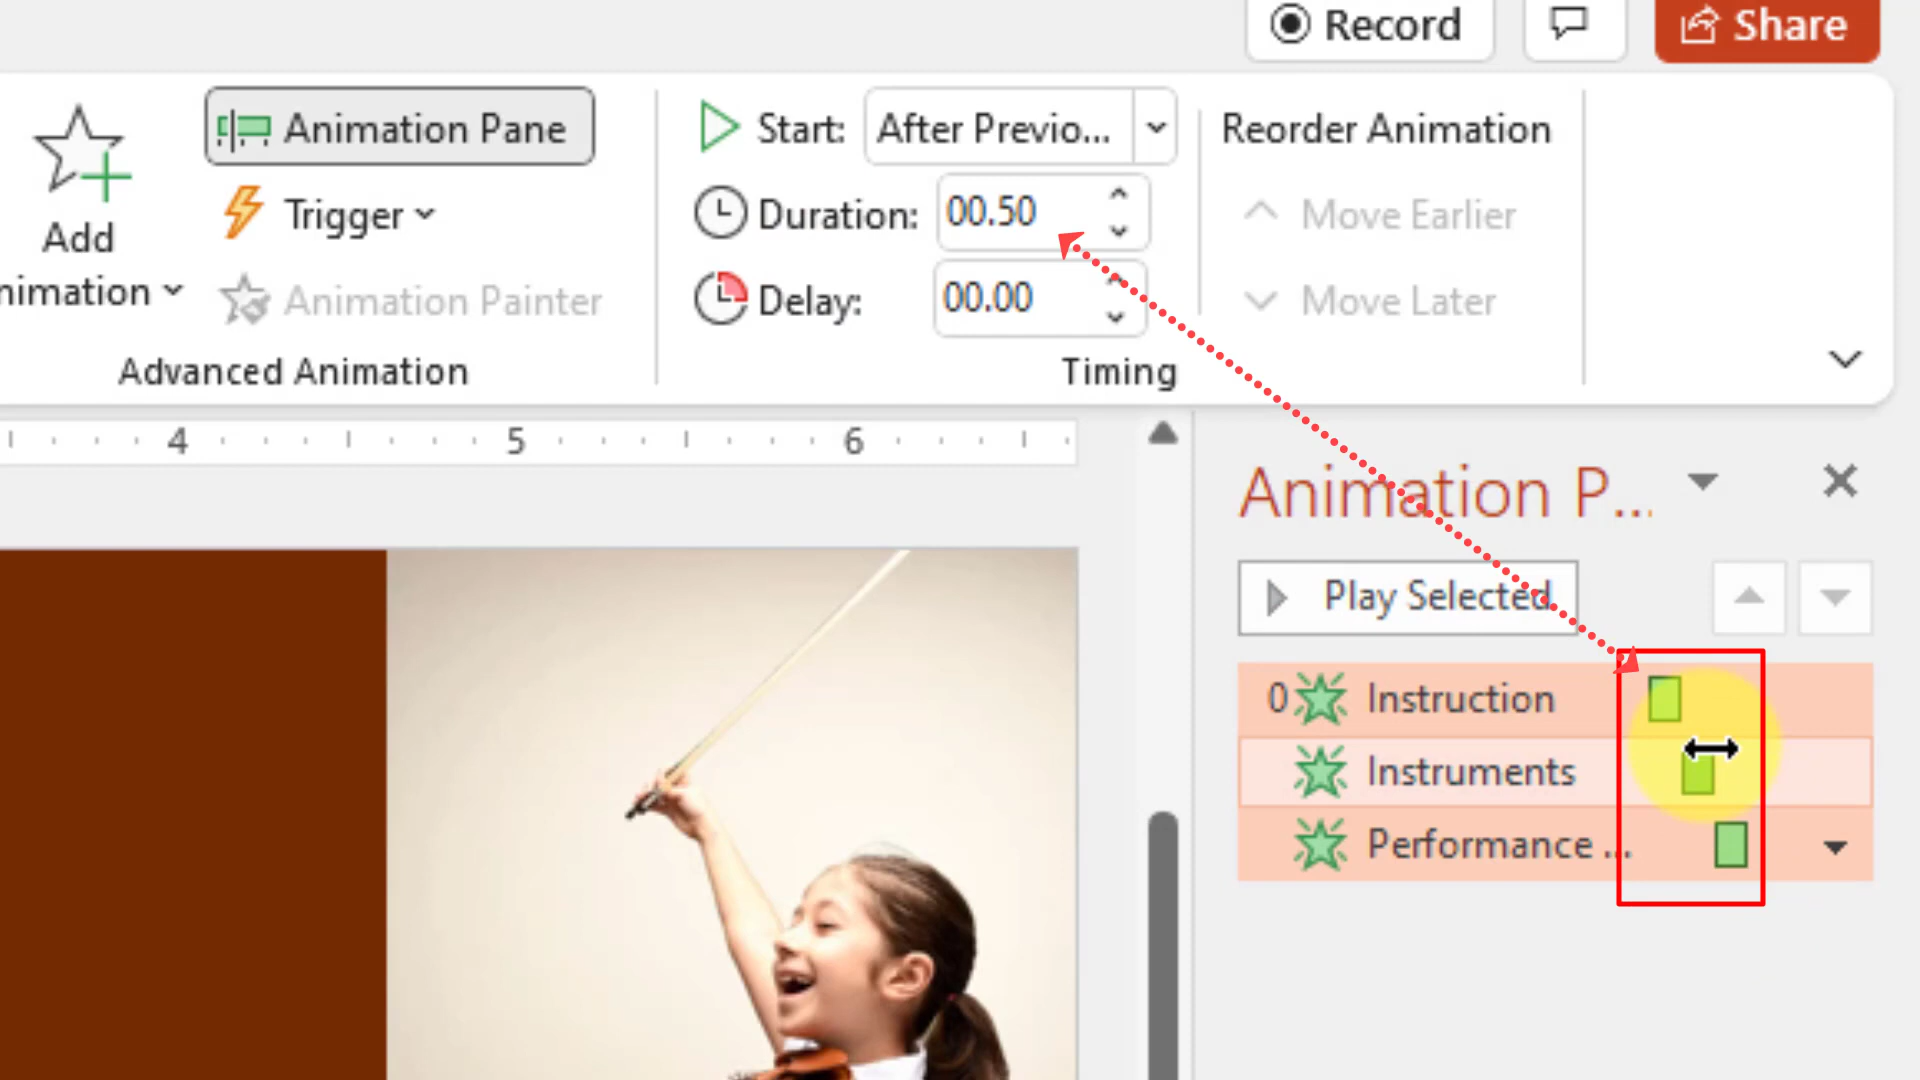 Record
Share
Animation Pane
Start: After Previo...
Reorder Animation
Add
nimation
Trigger
Duration: 00.50
Move Earlier
Animation Painter
Delay: 00.00
Move Later
Advanced Animation
Timing
4 5 6
Animation P...
Play Selected
0 Instruction
Instruments
Performance ...